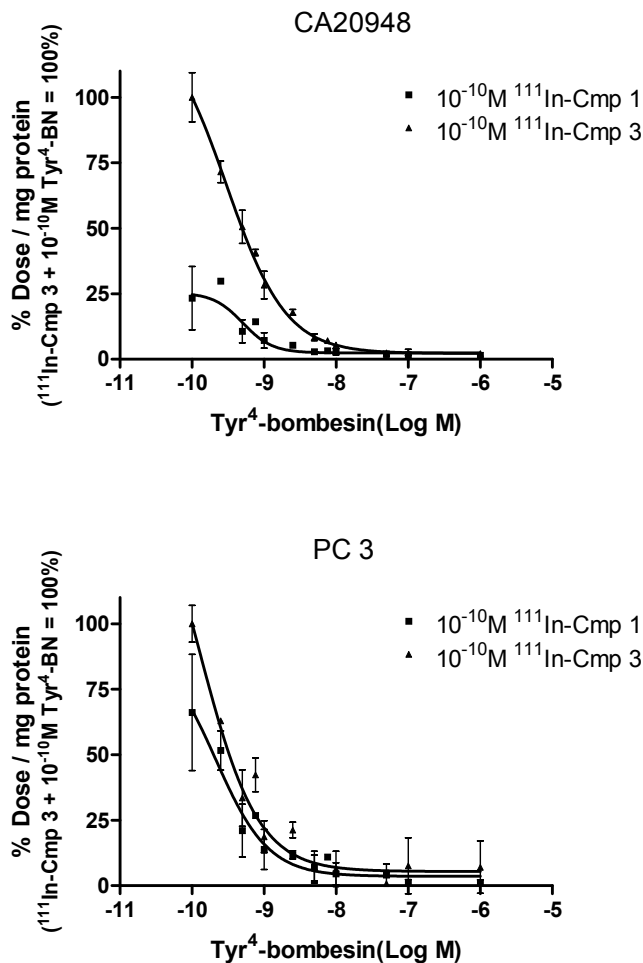 CA20948
10⁻¹⁰M ¹¹¹In-Cmp 1
10⁻¹⁰M ¹¹¹In-Cmp 3
% Dose / mg protein
(¹¹¹In-Cmp 3 + 10⁻¹⁰M Tyr⁴-BN = 100%)
100
75
50
25
0
-11 -10 -9 -8 -7 -6 -5
Tyr⁴-bombesin(Log M)
PC 3
10⁻¹⁰M ¹¹¹In-Cmp 1
10⁻¹⁰M ¹¹¹In-Cmp 3
% Dose / mg protein
(¹¹¹In-Cmp 3 + 10⁻¹⁰M Tyr⁴-BN = 100%)
100
75
50
25
0
-11 -10 -9 -8 -7 -6 -5
Tyr⁴-bombesin(Log M)